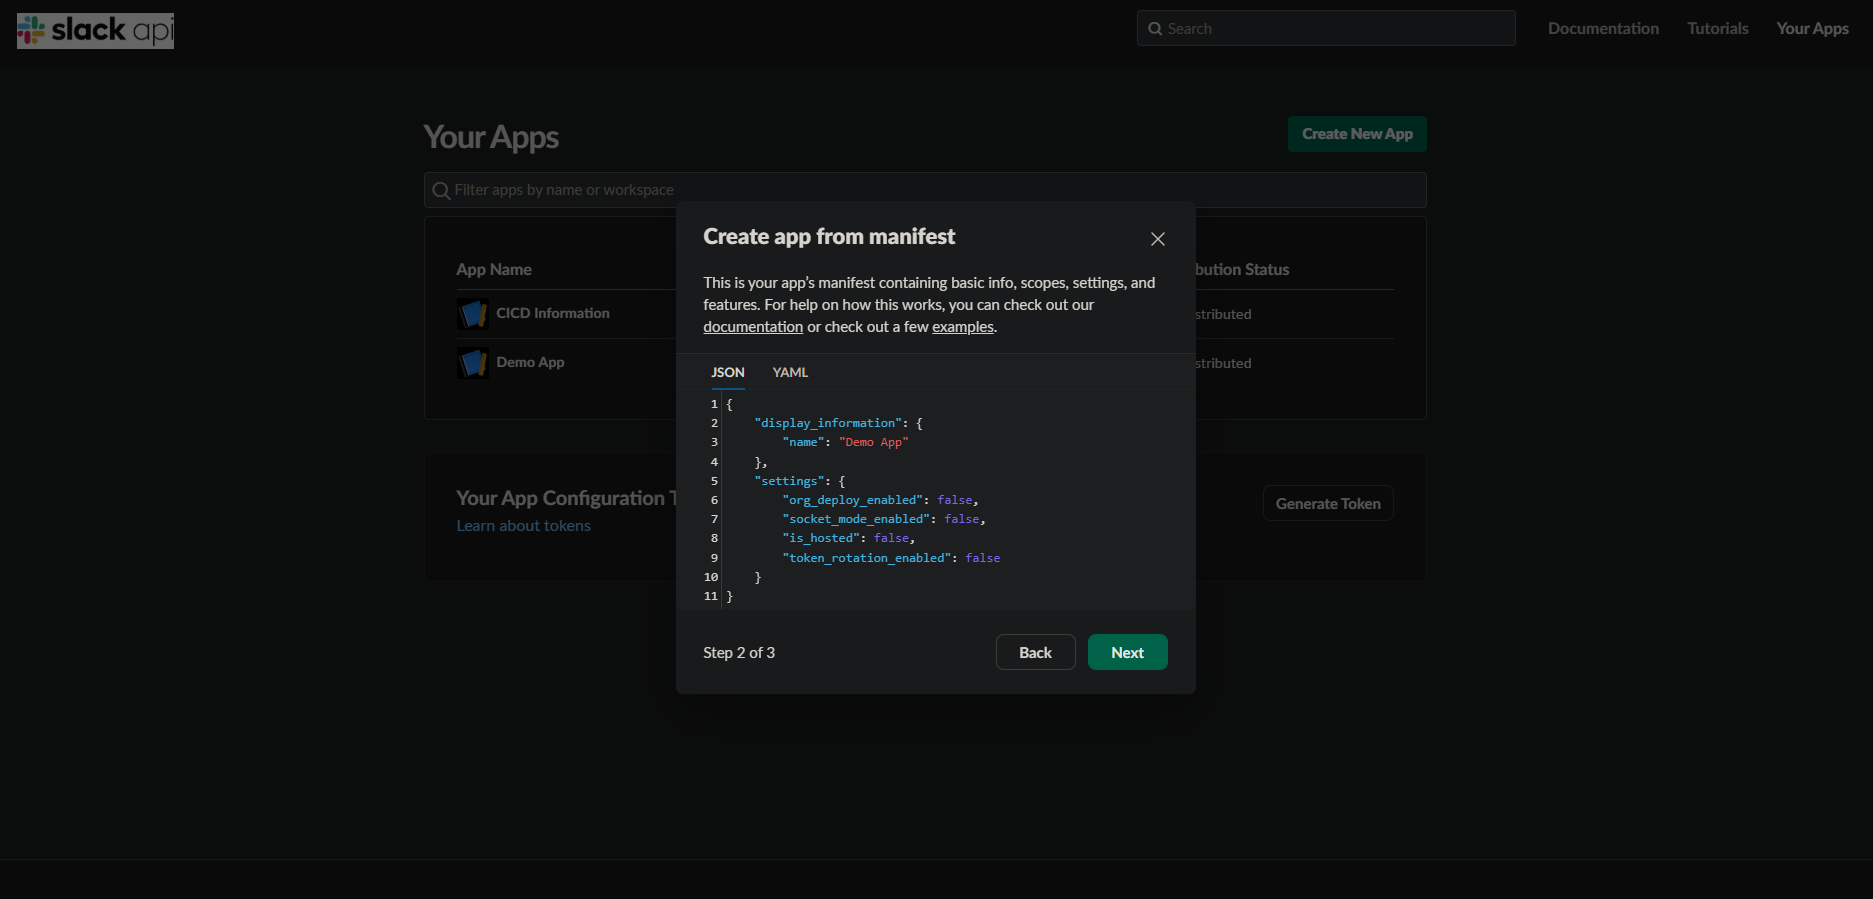 slack api
Search
Documentation
Tutorials
Your Apps
Your Apps
Create New App
Filter apps by name or workspace
App Name
bution Status
CICD Information
stributed
Demo App
stributed
Your App Configuration T
Learn about tokens
Generate Token
Create app from manifest
This is your app’s manifest containing basic info, scopes, settings, and
features. For help on how this works, you can check out our
documentation or check out a few examples.
JSON
YAML
1 {
2     "display_information": {
3         "name": "Demo App"
4     },
5     "settings": {
6         "org_deploy_enabled": false,
7         "socket_mode_enabled": false,
8         "is_hosted": false,
9         "token_rotation_enabled": false
10     }
11 }
Step 2 of 3
Back
Next